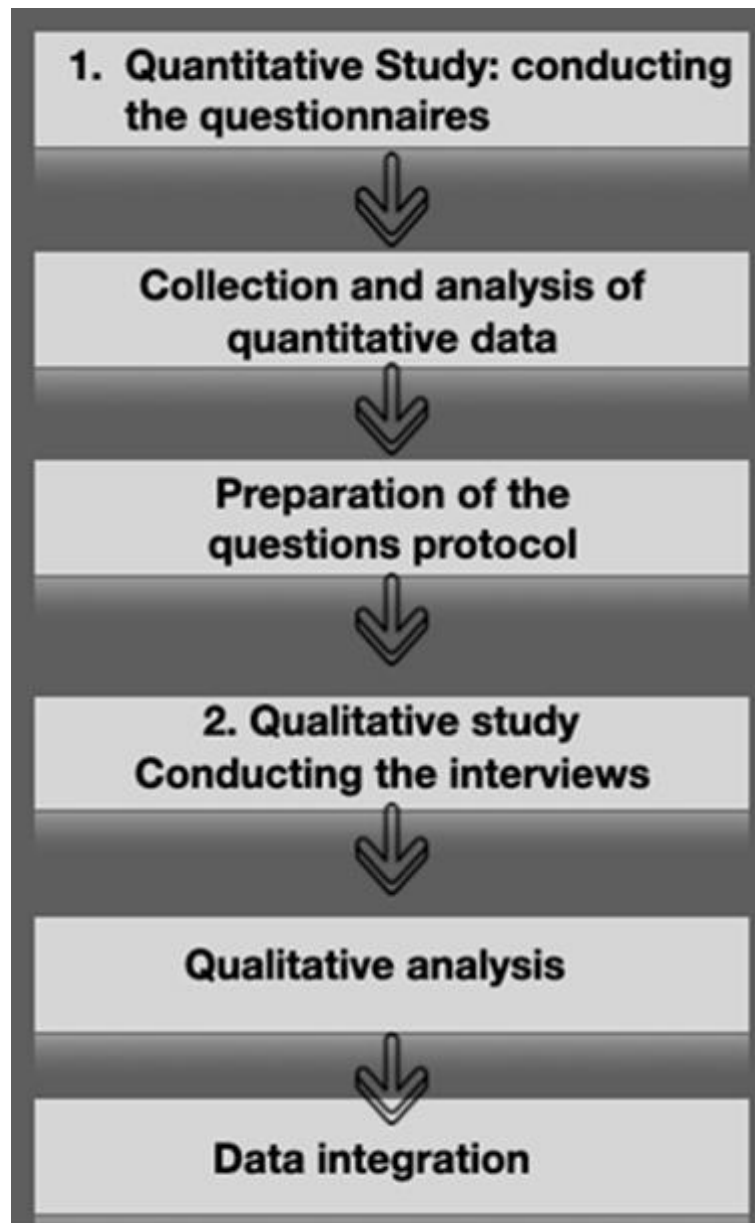 1. Quantitative Study: conducting
the questionnaires
Collection and analysis of
quantitative data
Preparation of the
questions protocol
2. Qualitative study
Conducting the interviews
Qualitative analysis
Data integration